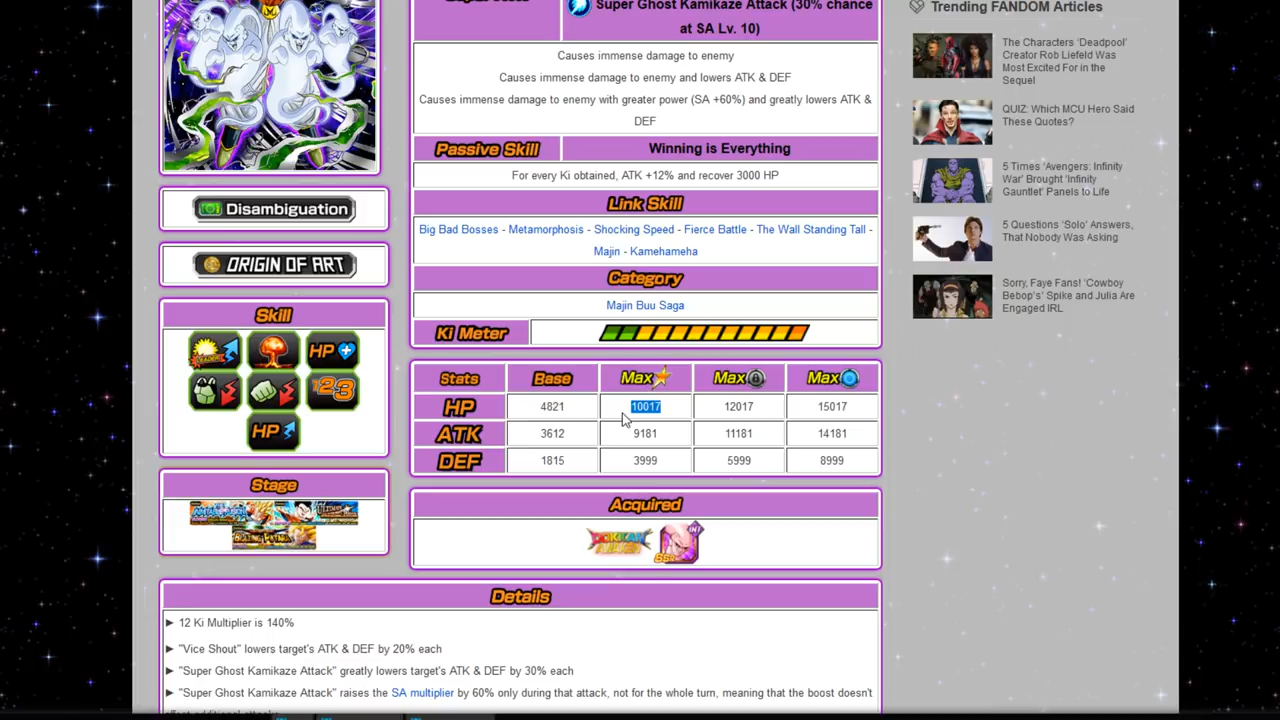 Super Ghost Kamikaze Attack (30% chance
at SA Lv. 10)
Causes immense damage to enemy
Causes immense damage to enemy and lowers ATK & DEF
Causes immense damage to enemy with greater power (SA +60%) and greatly lowers ATK &
DEF
Passive Skill Winning is Everything
For every Ki obtained, ATK +12% and recover 3000 HP
Link Skill
Big Bad Bosses - Metamorphosis - Shocking Speed - Fierce Battle - The Wall Standing Tall -
Majin - Kamehameha
Category
Majin Buu Saga
Ki Meter
Stats Base Max Max Max
HP 4821 10017 12017 15017
ATK 3612 9181 11181 14181
DEF 1815 3999 5999 8999
Acquired
DOKKAN
INT
SSR
Disambiguation
ORIGIN OF ART
Skill
LEADER
HP
123
HP
Stage
Details
► 12 Ki Multiplier is 140%
► "Vice Shout" lowers target's ATK & DEF by 20% each
► "Super Ghost Kamikaze Attack" greatly lowers target's ATK & DEF by 30% each
► "Super Ghost Kamikaze Attack" raises the SA multiplier by 60% only during that attack, not for the whole turn, meaning that the boost doesn't
Trending FANDOM Articles
The Characters 'Deadpool'
Creator Rob Liefeld Was
Most Excited For in the
Sequel
QUIZ: Which MCU Hero Said
These Quotes?
5 Times 'Avengers: Infinity
War' Brought 'Infinity
Gauntlet' Panels to Life
5 Questions 'Solo' Answers,
That Nobody Was Asking
Sorry, Faye Fans! 'Cowboy
Bebop's' Spike and Julia Are
Engaged IRL